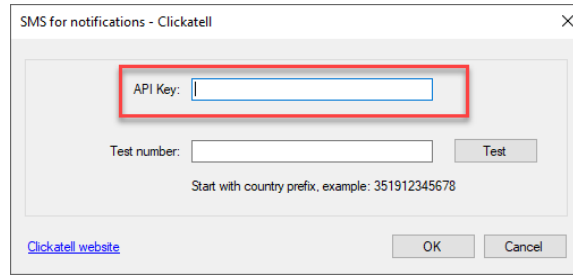 SMS for notifications - Clickatell
API Key:
Test number:
Test
Start with country prefix, example: 351912345678
Clickatell website
OK
Cancel